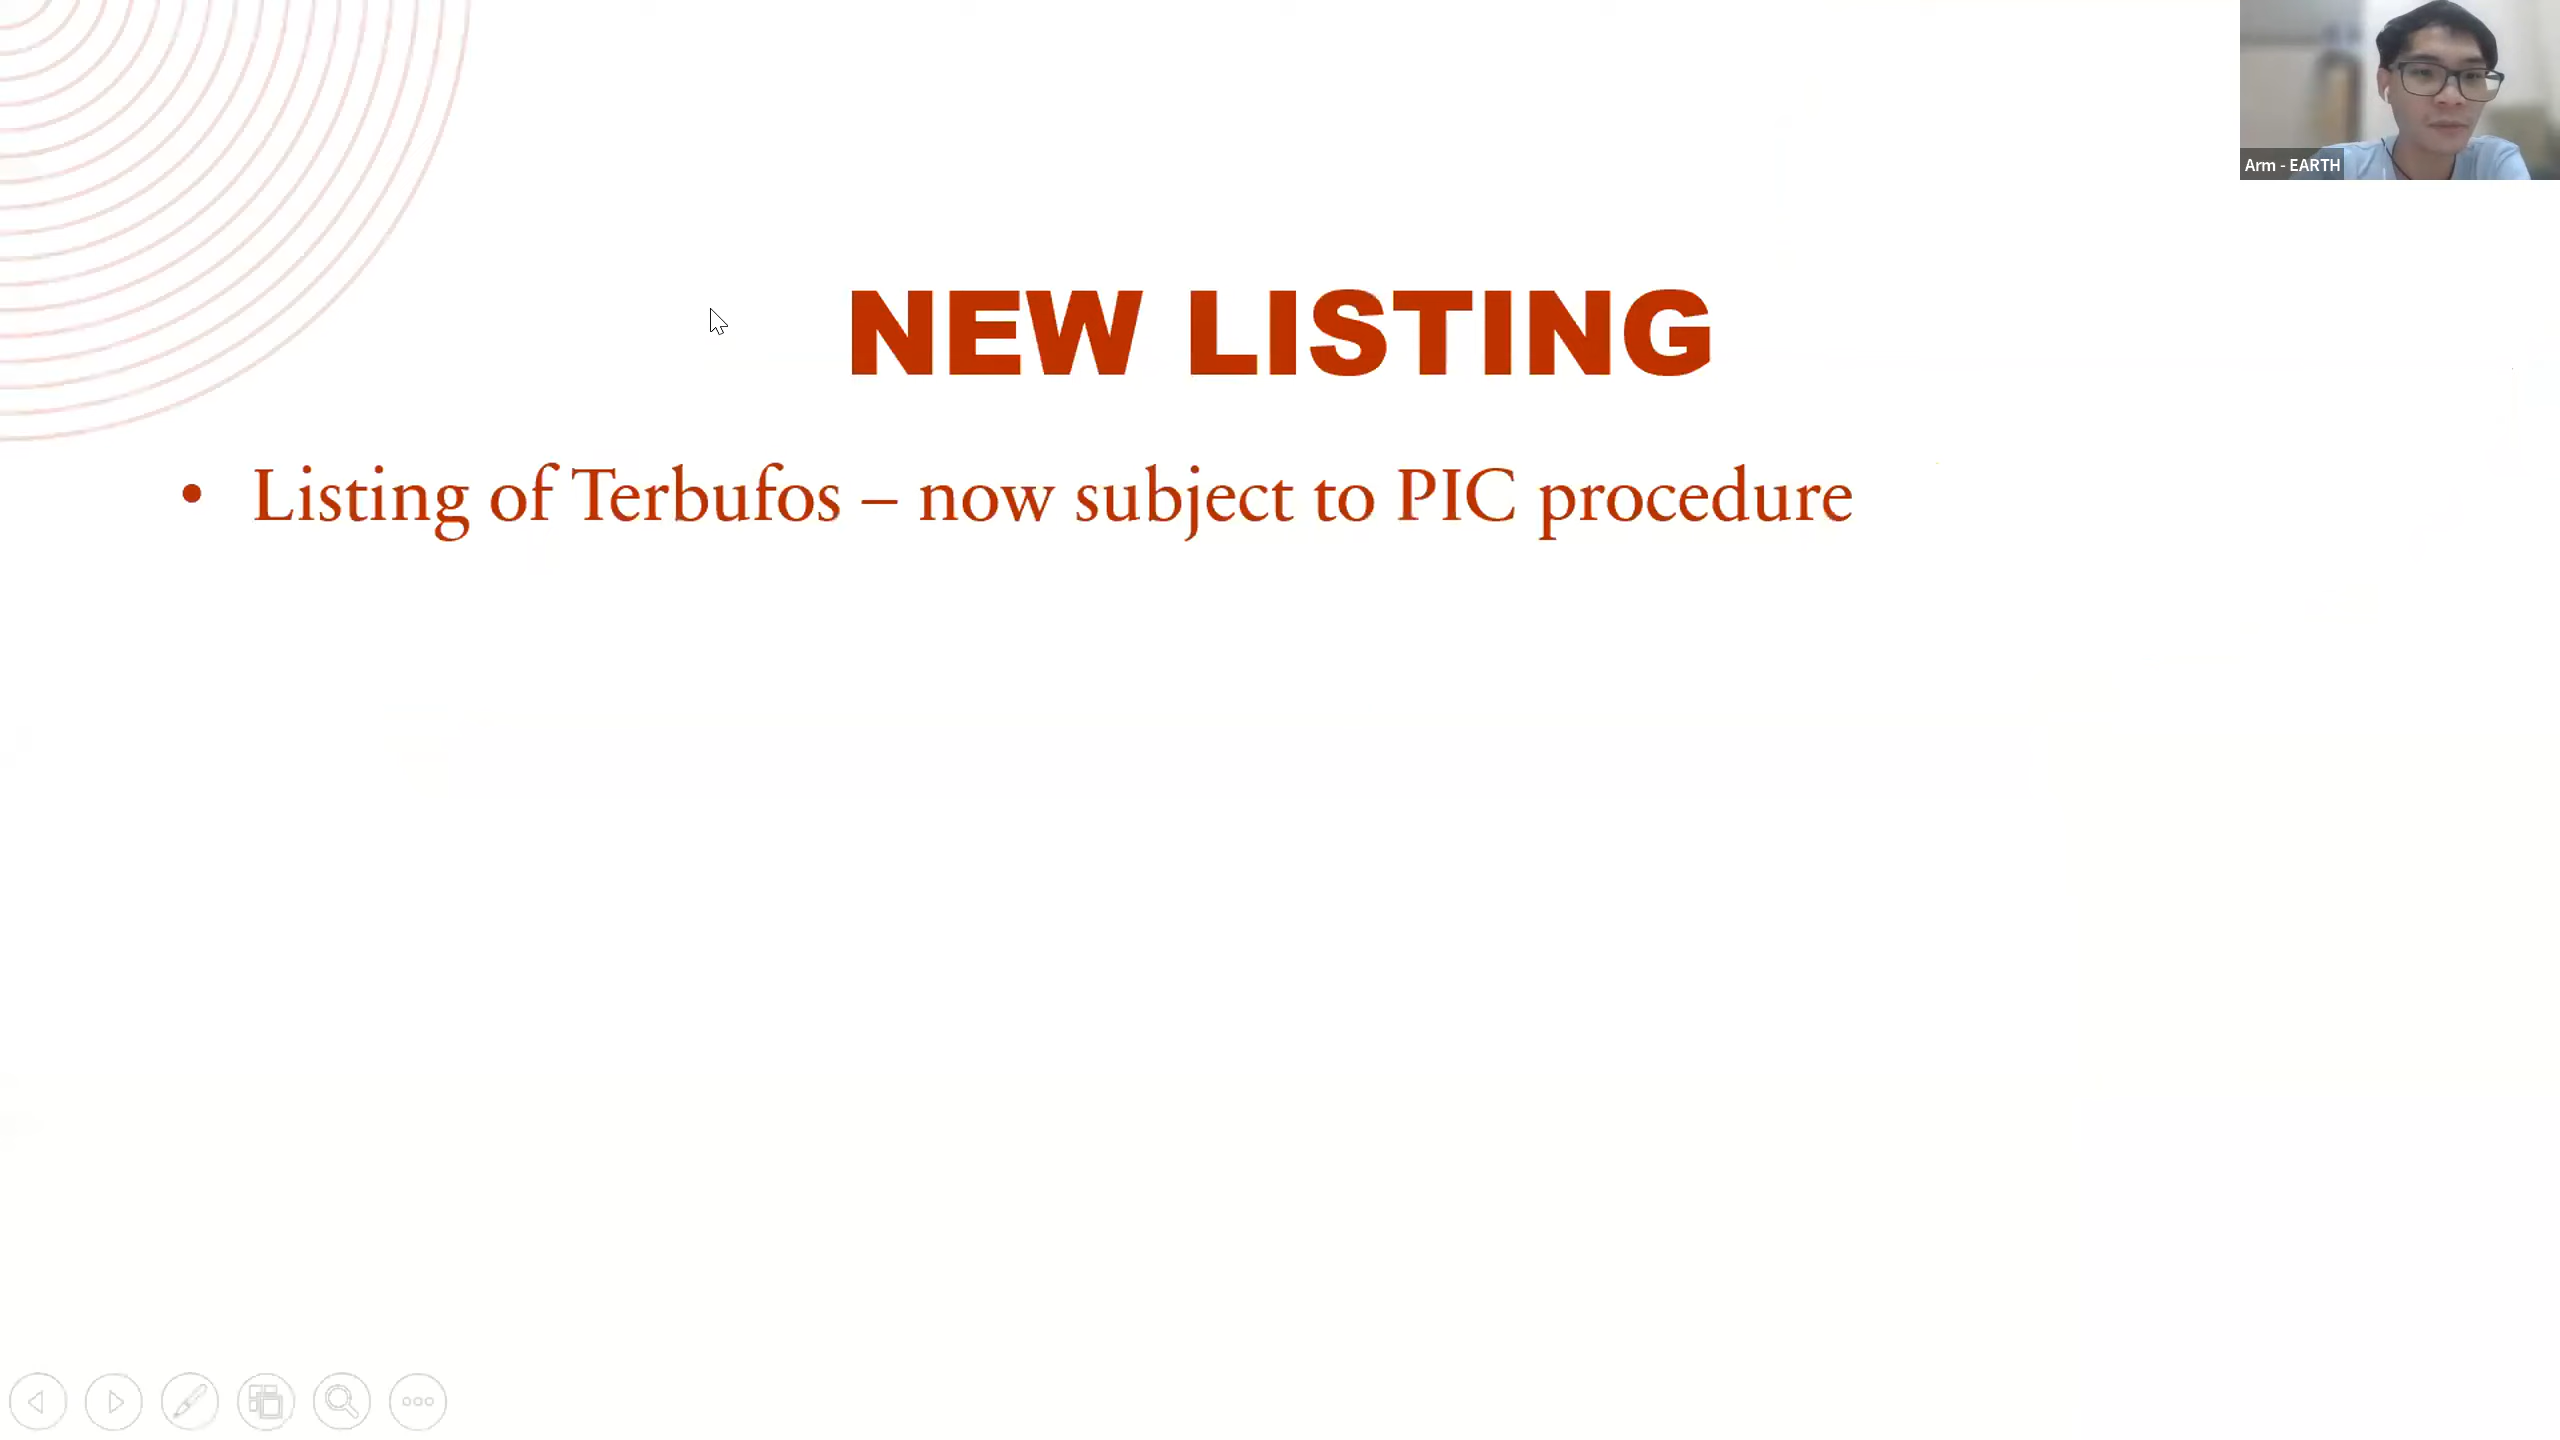 Arm - EARTH
NEW LISTING
• Listing of Terbufos – now subject to PIC procedure